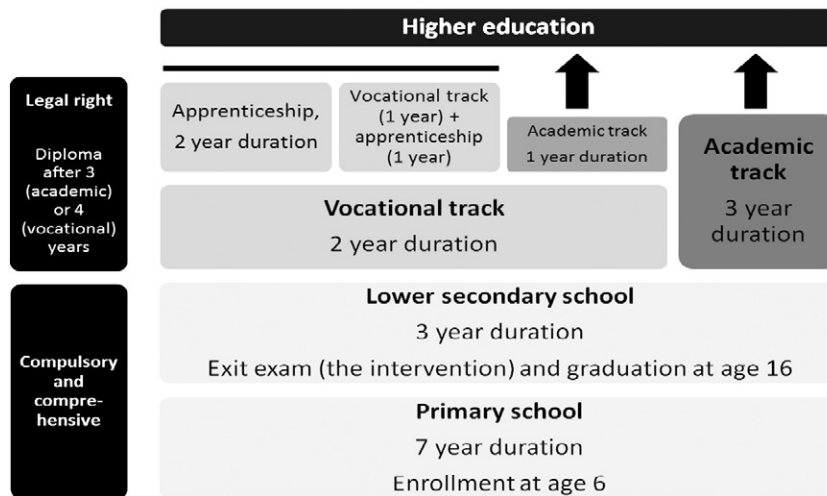 Higher education
Legal right
Diploma
after 3
(academic)
or 4
(vocational)
years
Apprenticeship,
2 year duration
Vocational track
(1 year) +
apprenticeship
(1 year)
Academic track
1 year duration
Academic
track
3 year
duration
Vocational track
2 year duration
Compulsory
and
compre-
hensive
Lower secondary school
3 year duration
Exit exam (the intervention) and graduation at age 16
Primary school
7 year duration
Enrollment at age 6